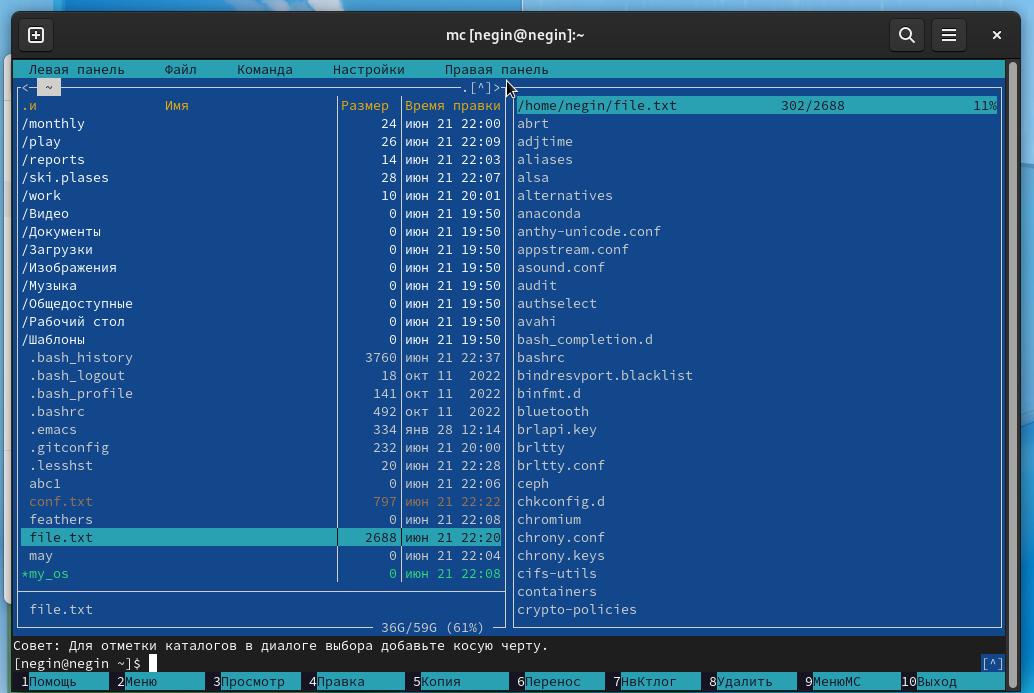 mc [negin@negin]:~
Левая панель Файл Команда Настройки Правая панель
<─ ~ .[^]>
.и Имя Размер Время правки /home/negin/file.txt 302/2688 11%
/monthly 24 июн 21 22:00 abrt
/play 26 июн 21 22:09 adjtime
/reports 14 июн 21 22:03 aliases
/ski.plases 28 июн 21 22:07 alsa
/work 10 июн 21 20:01 alternatives
/Видео 0 июн 21 19:50 anaconda
/Документы 0 июн 21 19:50 anthy-unicode.conf
/Загрузки 0 июн 21 19:50 appstream.conf
/Изображения 0 июн 21 19:50 asound.conf
/Музыка 0 июн 21 19:50 audit
/Общедоступные 0 июн 21 19:50 authselect
/Рабочий стол 0 июн 21 19:50 avahi
/Шаблоны 0 июн 21 19:50 bash_completion.d
.bash_history 3760 июн 21 22:37 bashrc
.bash_logout 18 окт 11 2022 bindresvport.blacklist
.bash_profile 141 окт 11 2022 binfmt.d
.bashrc 492 окт 11 2022 bluetooth
.emacs 334 янв 28 12:14 brlapi.key
.gitconfig 232 июн 21 20:00 brltty
.lesshst 20 июн 21 22:28 brltty.conf
abc1 0 июн 21 22:06 ceph
conf.txt 797 июн 21 22:22 chkconfig.d
feathers 0 июн 21 22:08 chromium
file.txt 2688 июн 21 22:20 chrony.conf
may 0 июн 21 22:04 chrony.keys
*my_os 0 июн 21 22:08 cifs-utils
containers
file.txt crypto-policies
36G/59G (61%)
Совет: Для отметки каталогов в диалоге выбора добавьте косую черту.
[negin@negin ~]$ [^]
1Помощь 2Меню 3Просмотр 4Правка 5Копия 6Перенос 7НвКтлог 8Удалить 9МенюМС 10Выход